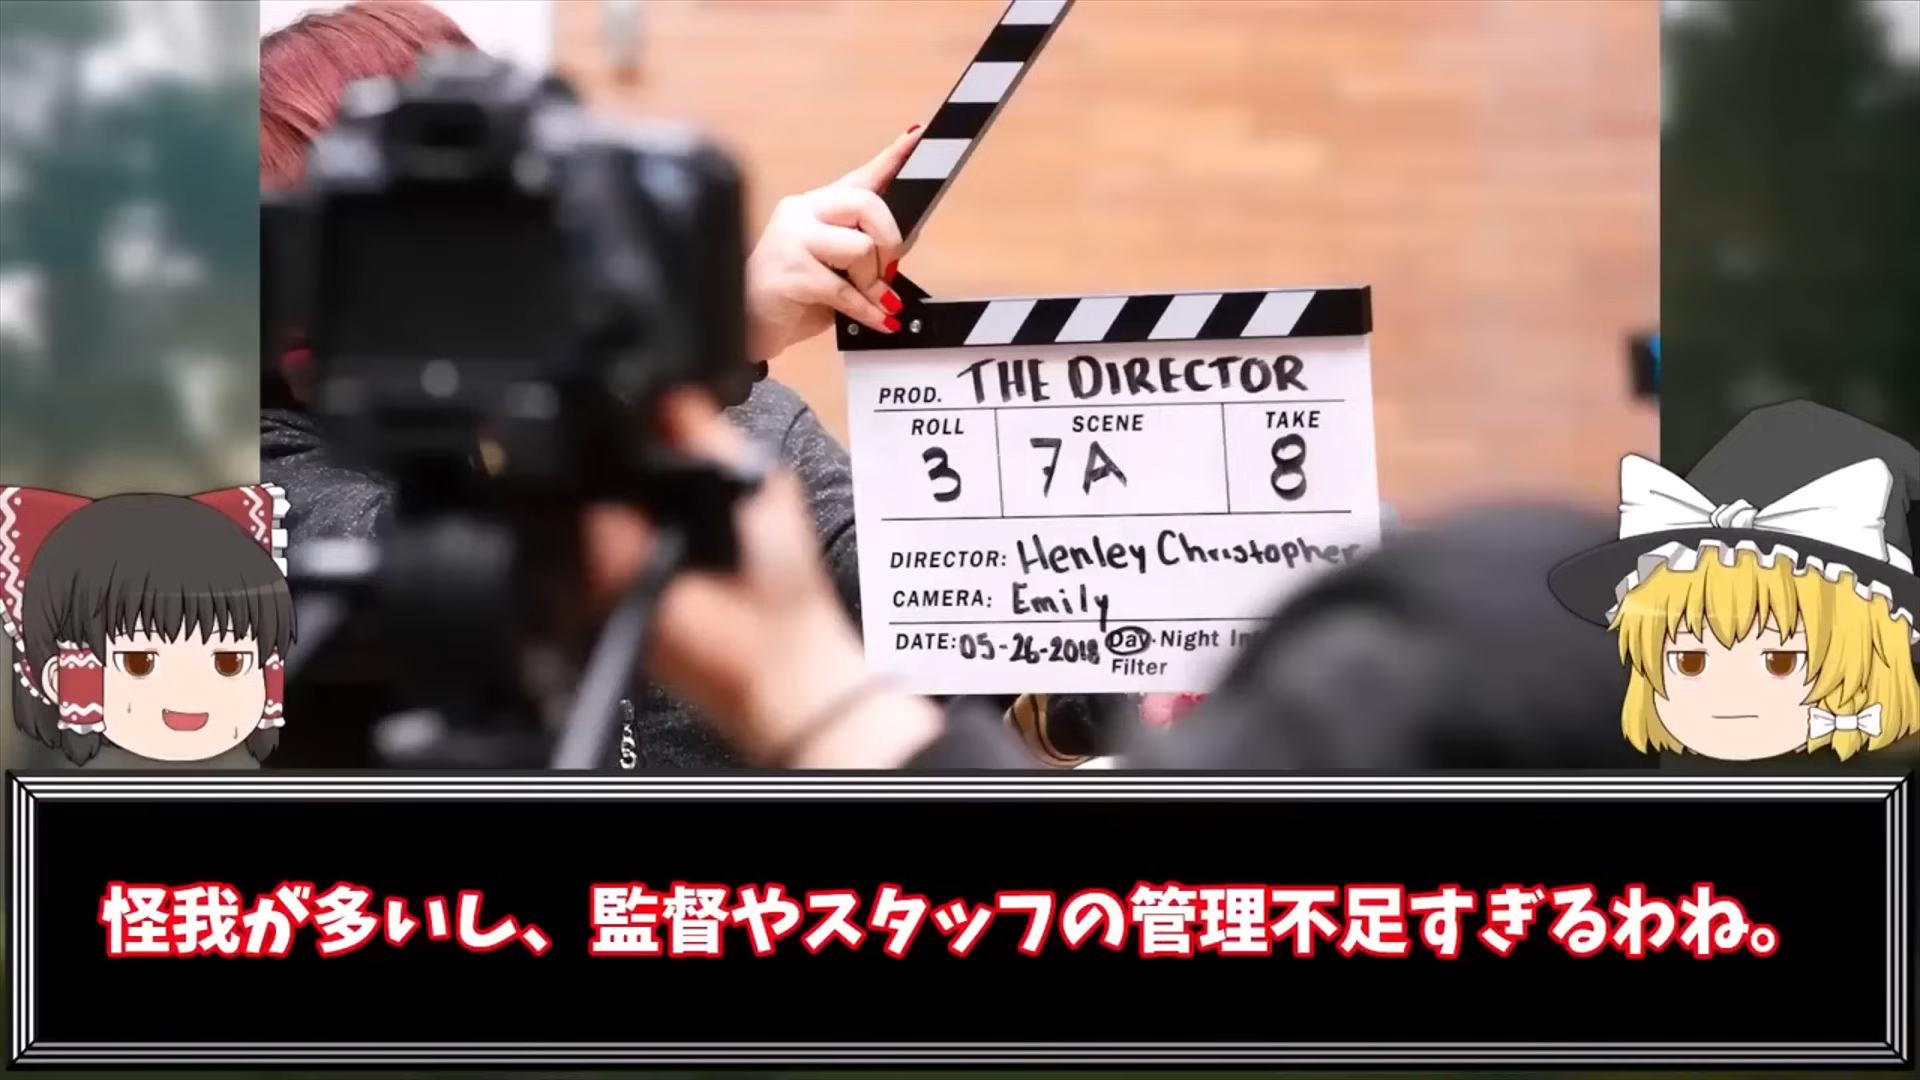 THE DIRECTOR
PROD.
ROLL SCENE TAKE
3 7A 8
DIRECTOR: Henley Christopher
CAMERA: Emily
DATE: 05-26-2018 Day·Night
Filter
怪我が多いし、監督やスタッフの管理不足すぎるわね。